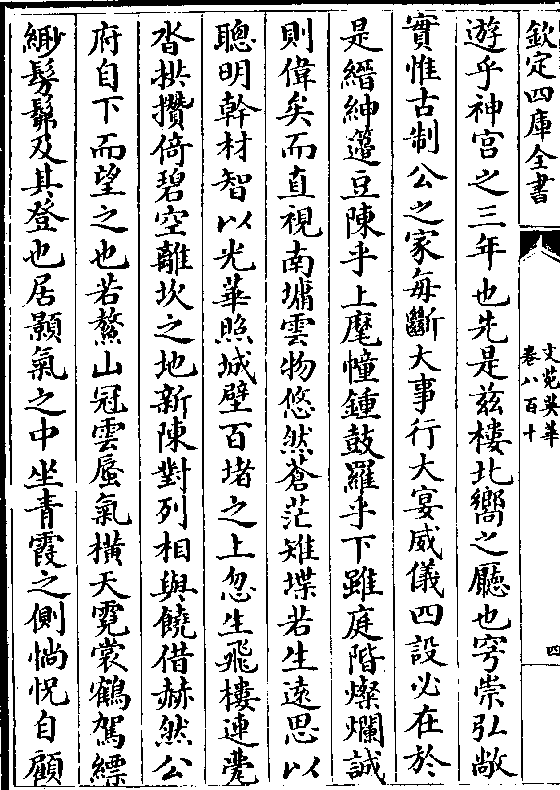 欽定四庫全書
文苑英華
卷八百十
四
遊乎神宮之三年也先是兹樓北嚮之廳也穹崇弘敞
實惟古制公之家每斷大事行大宴威儀四設必在於
是縉紳籩豆陳乎上麾幢鍾鼓羅乎下雖庭階燦爛誠
則偉矣而直視南墉雲物悠然蒼茫雉堞若生遠思以
聰明幹材智以光華照城壁百堵之上忽生飛樓連甍
沓拱攢倚碧空離坎之地新陳對列相與饒借赫然公
府自下而望之也若鰲山冠雲蜃氣橫天霓裳鶴駕縹
緲髣髴及其登也居顥氣之中坐青霞之側惝怳自顧